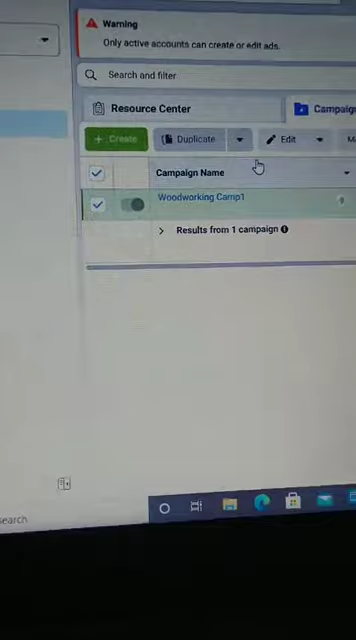 Warning
Only active accounts can create or edit ads.
Search and filter
Resource Center
Campaign
+ Create
Duplicate
Edit
Campaign Name
Woodworking Camp1
Results from 1 campaign
search